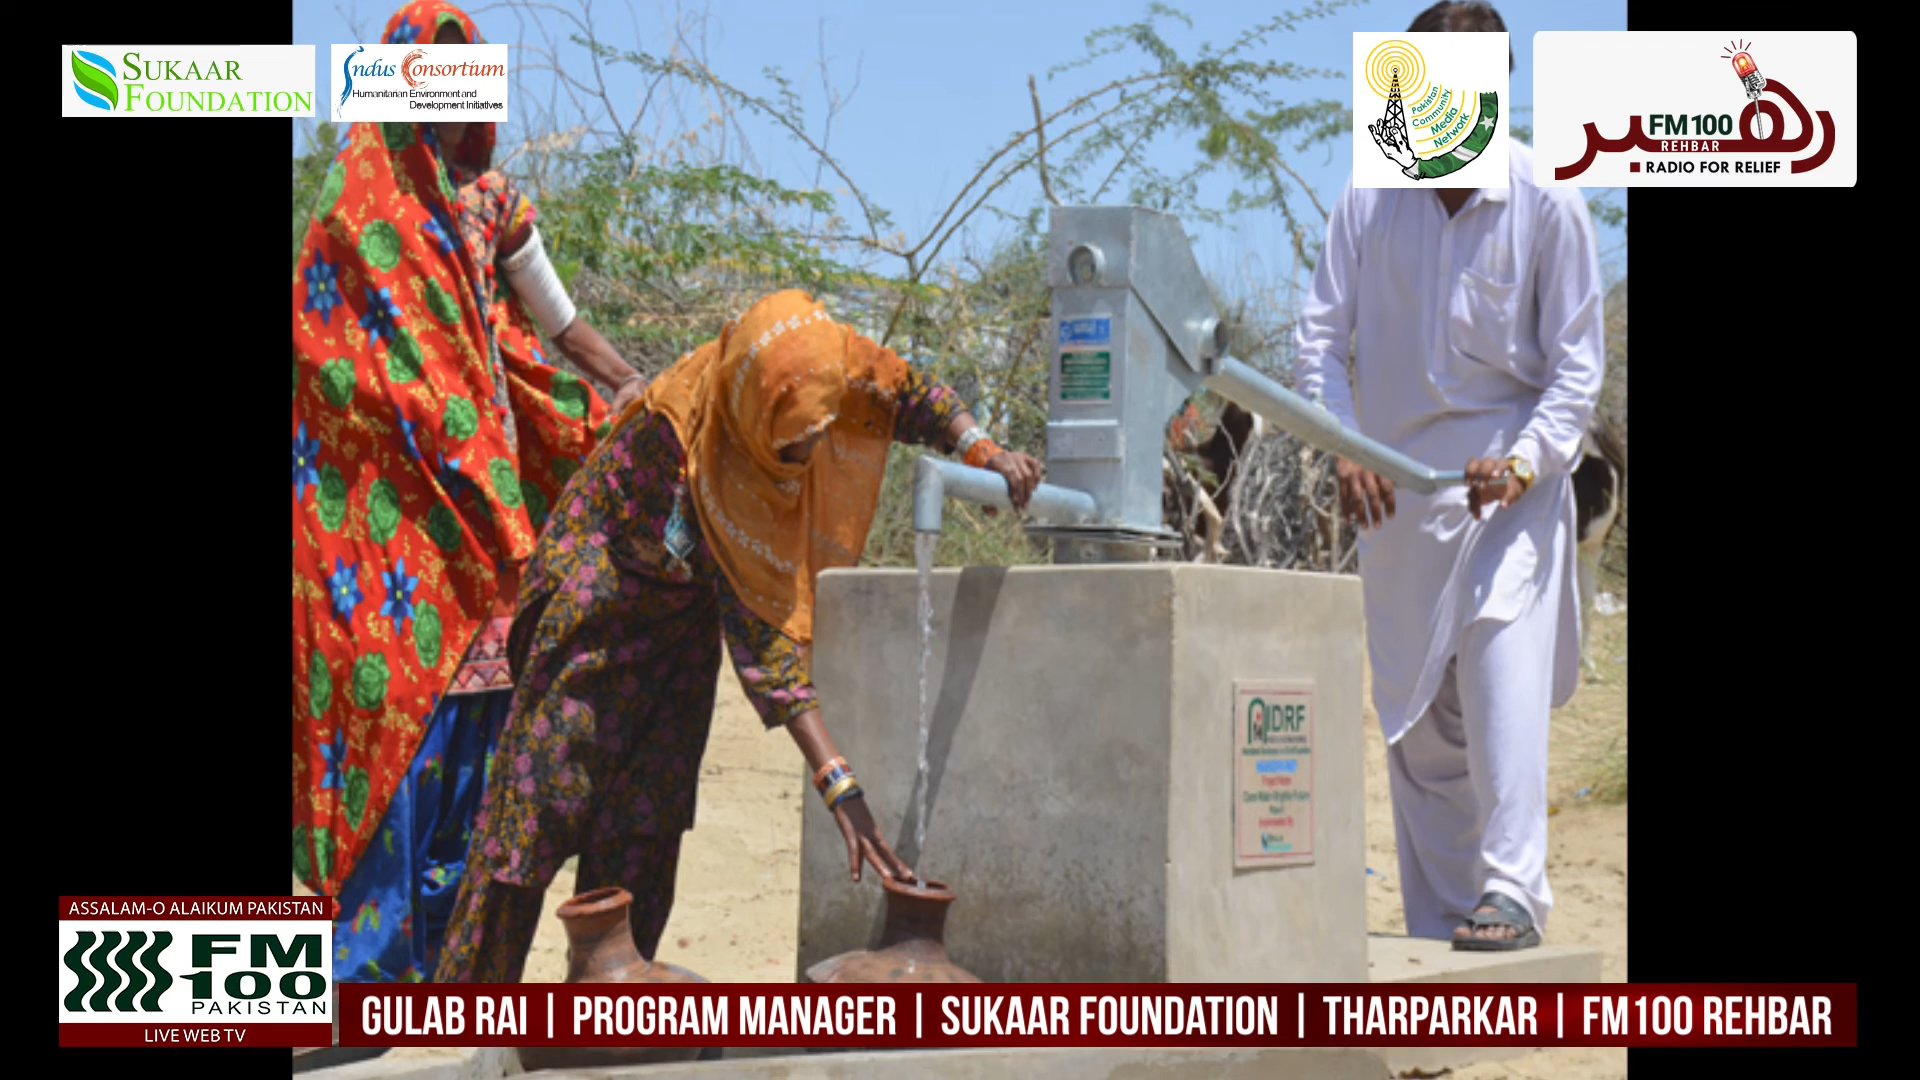 SUKAAR
FOUNDATION
Indus Consortium
Humanitarian Environment and
Development Initiatives
Pakistan
Community
Media
Network
رہبر
FM 100
REHBAR
RADIO FOR RELIEF
IDRF
ASSALAM-O ALAIKUM PAKISTAN
FM
100
PAKISTAN
LIVE WEB TV
GULAB RAI | PROGRAM MANAGER | SUKAAR FOUNDATION | THARPARKAR | FM100 REHBAR